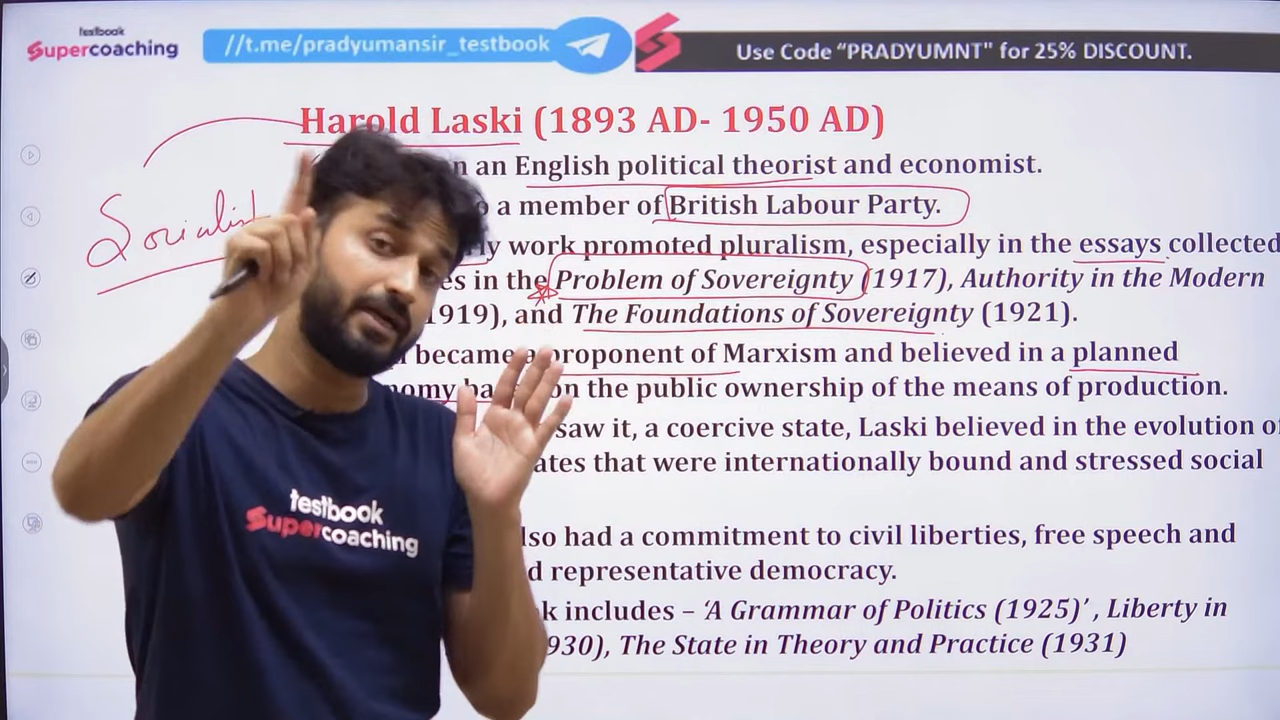 testbook
Supercoaching
//t.me/pradyumansir_testbook
Use Code “PRADYUMNT" for 25% DISCOUNT.
Harold Laski (1893 AD- 1950 AD)
an English political theorist and economist.
a member of British Labour Party.
work promoted pluralism, especially in the essays collected
in the Problem of Sovereignty (1917), Authority in the Modern
1919), and The Foundations of Sovereignty (1921).
Socialist
became a proponent of Marxism and believed in a planned
on the public ownership of the means of production.
saw it, a coercive state, Laski believed in the evolution
that were internationally bound and stressed social
had a commitment to civil liberties, free speech and
representative democracy.
includes – ‘A Grammar of Politics (1925)’ , Liberty in
930), The State in Theory and Practice (1931)
testbook
Supercoaching